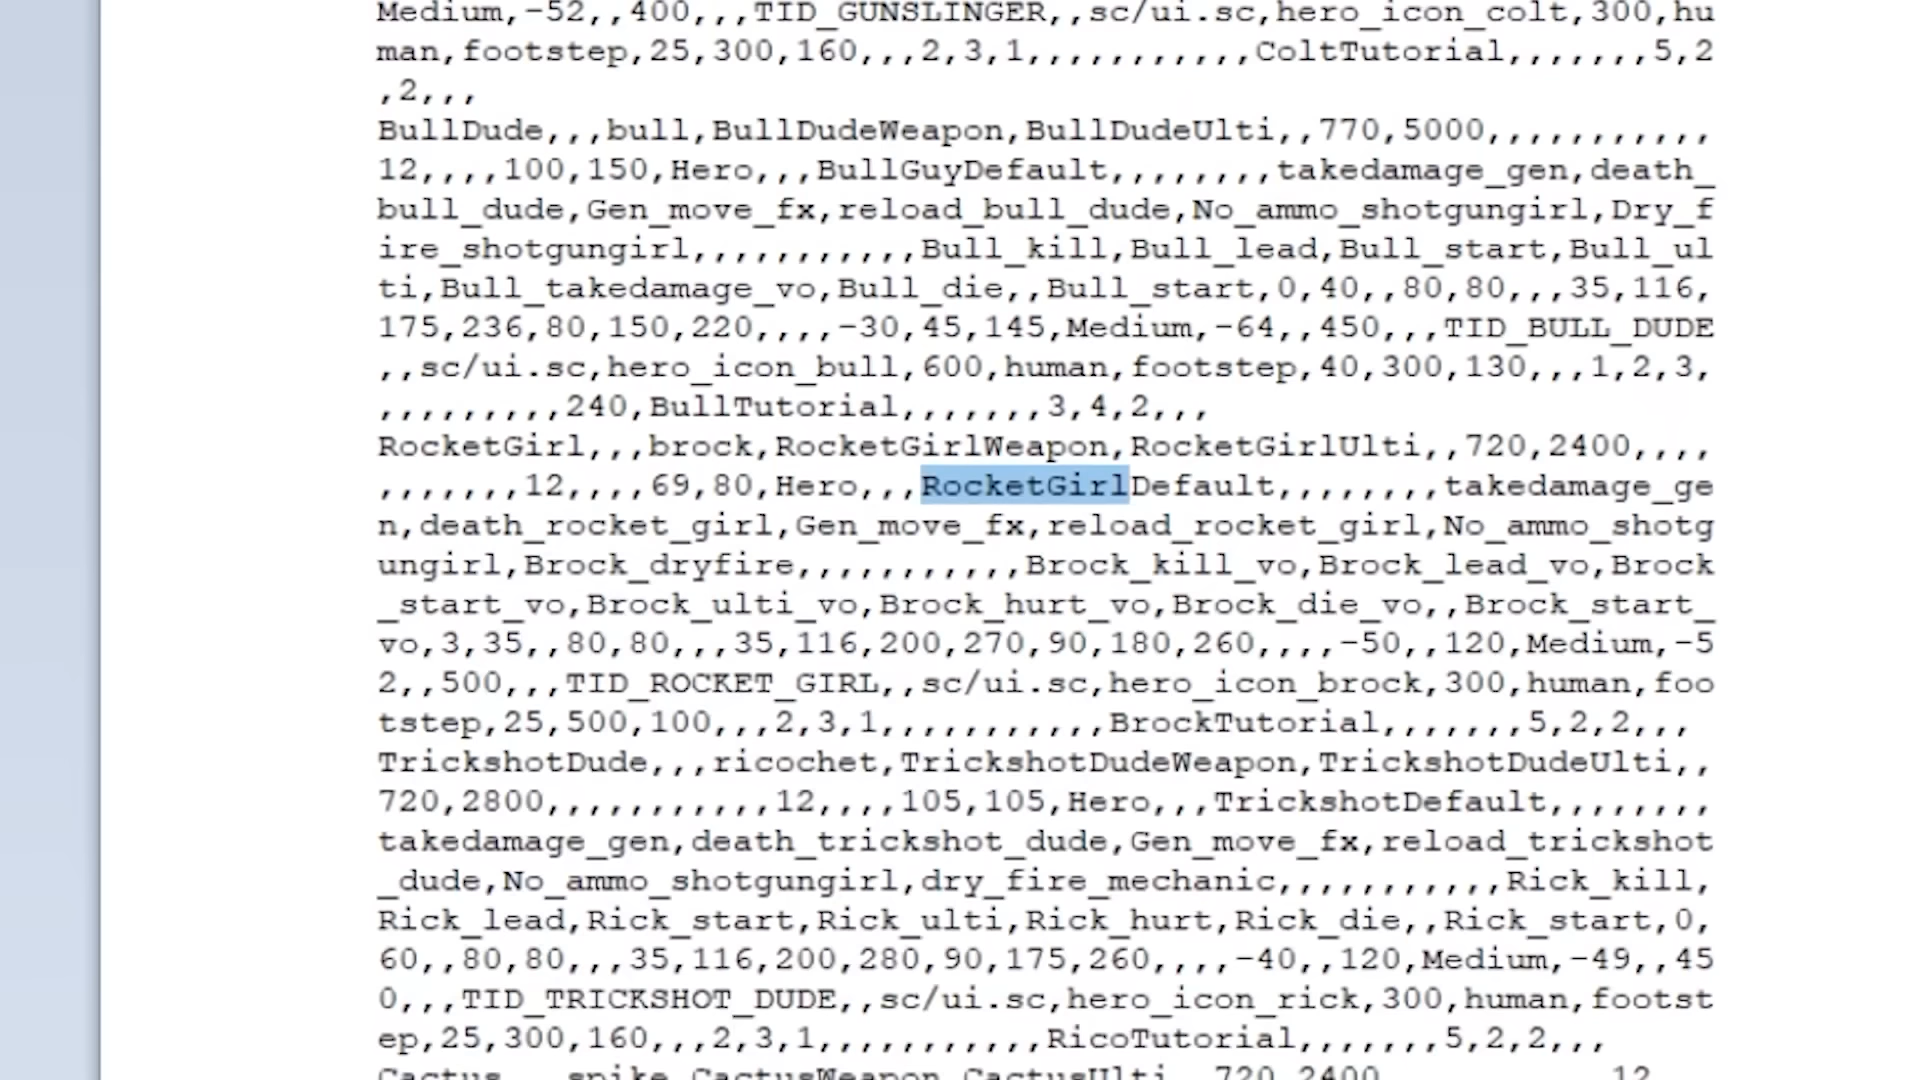 Medium,-52,,400,,,TID_GUNSLINGER,,sc/ui.sc,hero_icon_colt,300,hu
man,footstep,25,300,160,,,2,3,1,,,,,,,,,,,ColtTutorial,,,,,,,5,2
,2,,,
BullDude,,,bull,BullDudeWeapon,BullDudeUlti,,770,5000,,,,,,,,,,,
12,,,,100,150,Hero,,,BullGuyDefault,,,,,,,,takedamage_gen,death_
bull_dude,Gen_move_fx,reload_bull_dude,No_ammo_shotgungirl,Dry_f
ire_shotgungirl,,,,,,,,,,,Bull_kill,Bull_lead,Bull_start,Bull_ul
ti,Bull_takedamage_vo,Bull_die,,Bull_start,0,40,,80,80,,,35,116,
175,236,80,150,220,,,,-30,45,145,Medium,-64,,450,,,TID_BULL_DUDE
,,sc/ui.sc,hero_icon_bull,600,human,footstep,40,300,130,,,1,2,3,
,,,,,,,,,240,BullTutorial,,,,,,,3,4,2,,,
RocketGirl,,,brock,RocketGirlWeapon,RocketGirlUlti,,720,2400,,,,
,,,,,,,12,,,,69,80,Hero,,,RocketGirlDefault,,,,,,,,takedamage_ge
n,death_rocket_girl,Gen_move_fx,reload_rocket_girl,No_ammo_shotg
ungirl,Brock_dryfire,,,,,,,,,,,Brock_kill_vo,Brock_lead_vo,Brock
_start_vo,Brock_ulti_vo,Brock_hurt_vo,Brock_die_vo,,Brock_start_
vo,3,35,,80,80,,,35,116,200,270,90,180,260,,,,-50,,120,Medium,-5
2,,500,,,TID_ROCKET_GIRL,,sc/ui.sc,hero_icon_brock,300,human,foo
tstep,25,500,100,,,2,3,1,,,,,,,,,,,BrockTutorial,,,,,,,5,2,2,,,
TrickshotDude,,,ricochet,TrickshotDudeWeapon,TrickshotDudeUlti,,
720,2800,,,,,,,,,,,12,,,,105,105,Hero,,,TrickshotDefault,,,,,,,,
takedamage_gen,death_trickshot_dude,Gen_move_fx,reload_trickshot
_dude,No_ammo_shotgungirl,dry_fire_mechanic,,,,,,,,,,,Rick_kill,
Rick_lead,Rick_start,Rick_ulti,Rick_hurt,Rick_die,,Rick_start,0,
60,,80,80,,,35,116,200,280,90,175,260,,,,-40,,120,Medium,-49,,45
0,,,TID_TRICKSHOT_DUDE,,sc/ui.sc,hero_icon_rick,300,human,footst
ep,25,300,160,,,2,3,1,,,,,,,,,,,RicoTutorial,,,,,,,5,2,2,,,
Cactus,,,spike,CactusWeapon,CactusUlti,,720,2400,,,,,,,,,,,12,,